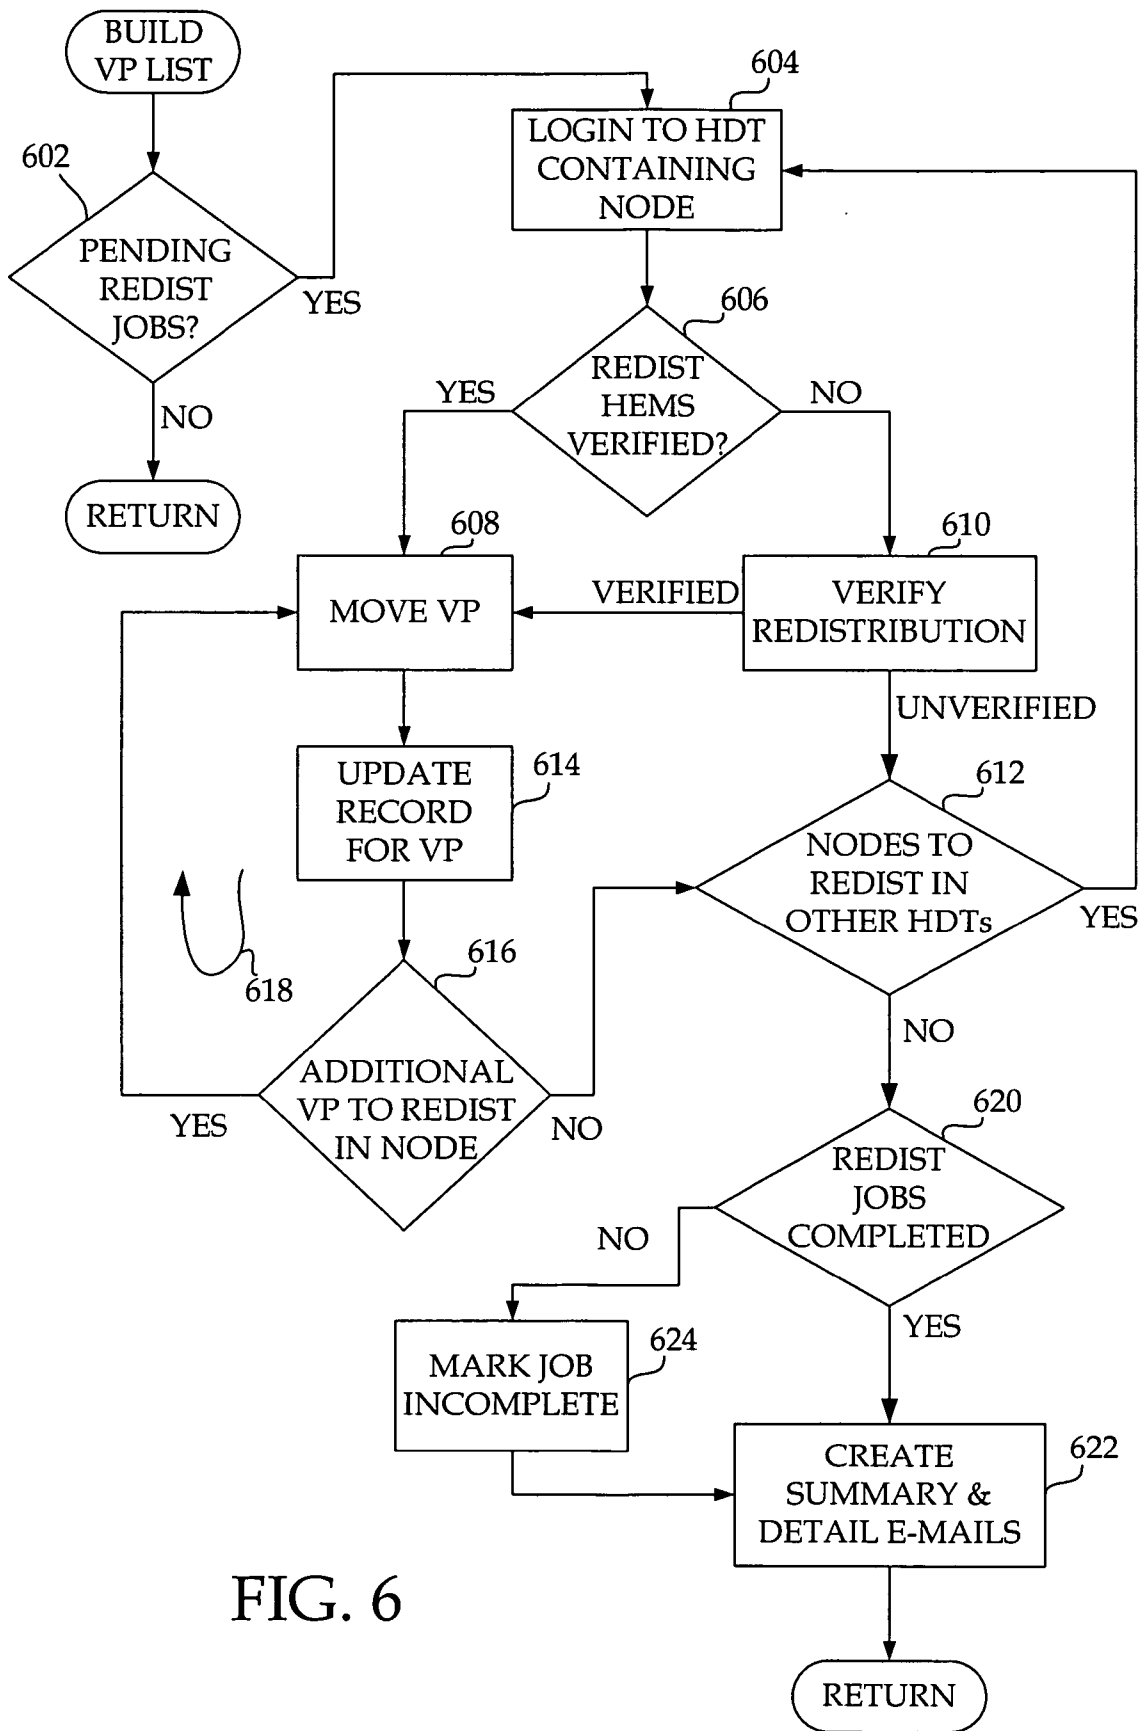 BUILD
VP LIST
602
PENDING
REDIST
JOBS?
YES
NO
RETURN
604
LOGIN TO HDT
CONTAINING
NODE
606
REDIST
HEMS
VERIFIED?
YES
NO
608
MOVE VP
610
VERIFY
REDISTRIBUTION
VERIFIED
UNVERIFIED
614
UPDATE
RECORD
FOR VP
612
NODES TO
REDIST IN
OTHER HDTs
YES
NO
618
616
ADDITIONAL
VP TO REDIST
IN NODE
YES
NO
620
REDIST
JOBS
COMPLETED
NO
YES
624
MARK JOB
INCOMPLETE
622
CREATE
SUMMARY &
DETAIL E-MAILS
RETURN
FIG. 6